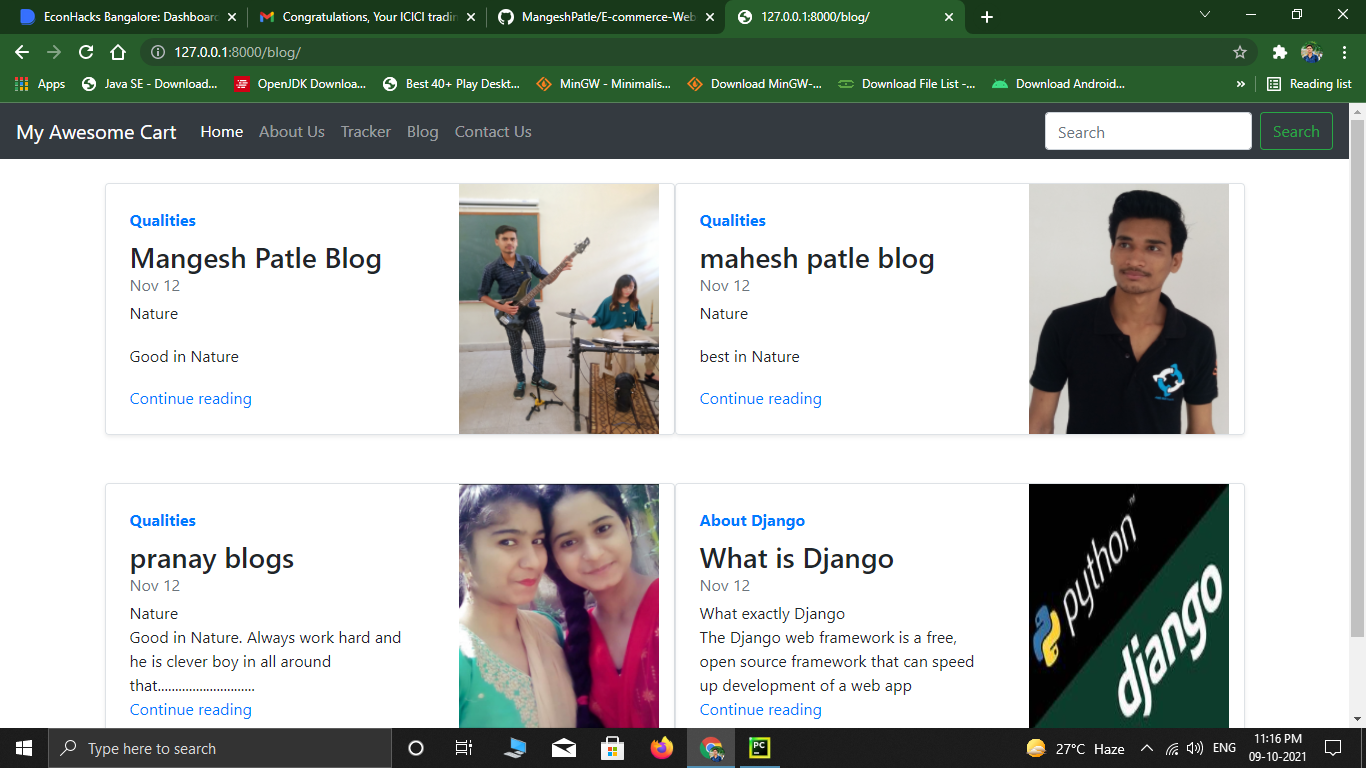 EconHacks Bangalore: Dashboard
Congratulations, Your ICICI tradin
MangeshPatle/E-commerce-Web
127.0.0.1:8000/blog/
127.0.0.1:8000/blog/
Apps
Java SE - Download...
OpenJDK Downloa...
Best 40+ Play Deskt...
MinGW - Minimalis...
Download MinGW-...
Download File List -...
Download Android...
»
Reading list
My Awesome Cart
Home
About Us
Tracker
Blog
Contact Us
Search
Search
Qualities
Mangesh Patle Blog
Nov 12
Nature
Good in Nature
Continue reading
Qualities
mahesh patle blog
Nov 12
Nature
best in Nature
Continue reading
Qualities
pranay blogs
Nov 12
Nature
Good in Nature. Always work hard and
he is clever boy in all around
that............................
Continue reading
About Django
What is Django
Nov 12
What exactly Django
The Django web framework is a free,
open source framework that can speed
up development of a web app
Continue reading
python™
django
Type here to search
PC
27°C Haze
ENG
11:16 PM
09-10-2021